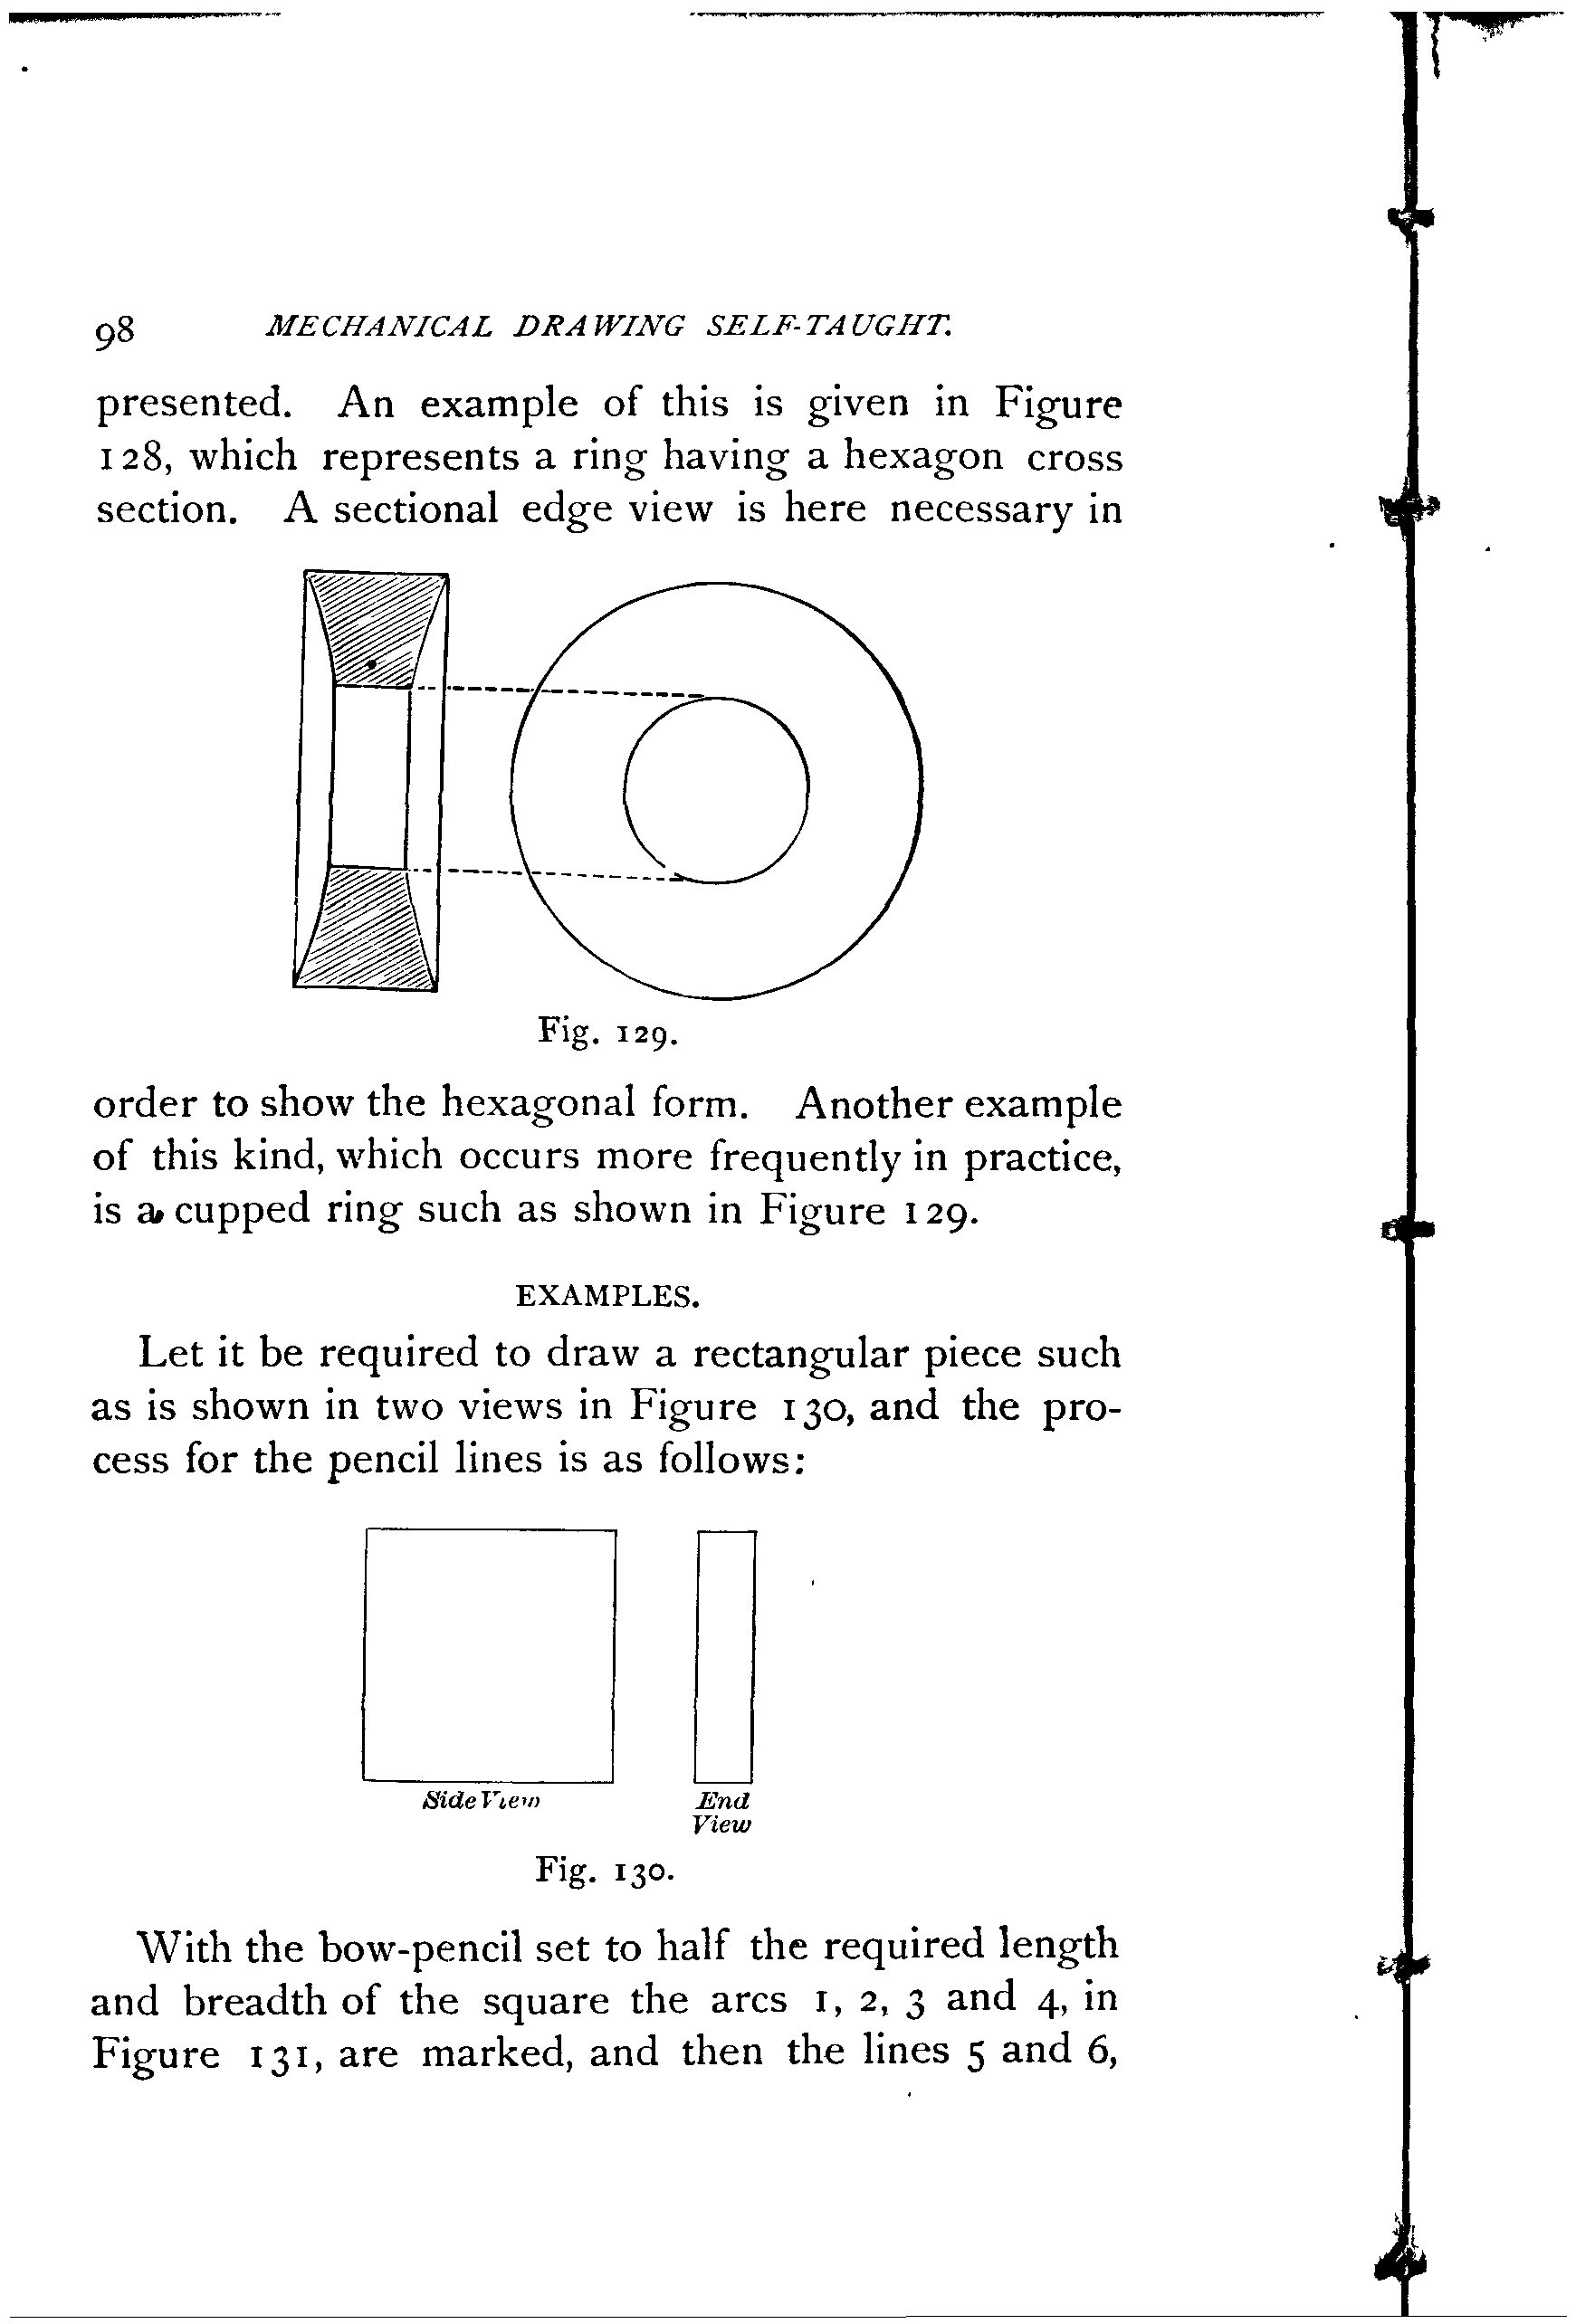 98 MECHANICAL DRAWING SELF-TAUGHT.
presented. An example of this is given in Figure
128, which represents a ring having a hexagon cross
section. A sectional edge view is here necessary in
Fig. 129.
order to show the hexagonal form. Another example
of this kind, which occurs more frequently in practice,
is a cupped ring such as shown in Figure 129.
EXAMPLES.
Let it be required to draw a rectangular piece such
as is shown in two views in Figure 130, and the pro-
cess for the pencil lines is as follows:
Side View
End
View
Fig. 130.
With the bow-pencil set to half the required length
and breadth of the square the arcs 1, 2, 3 and 4, in
Figure 131, are marked, and then the lines 5 and 6,